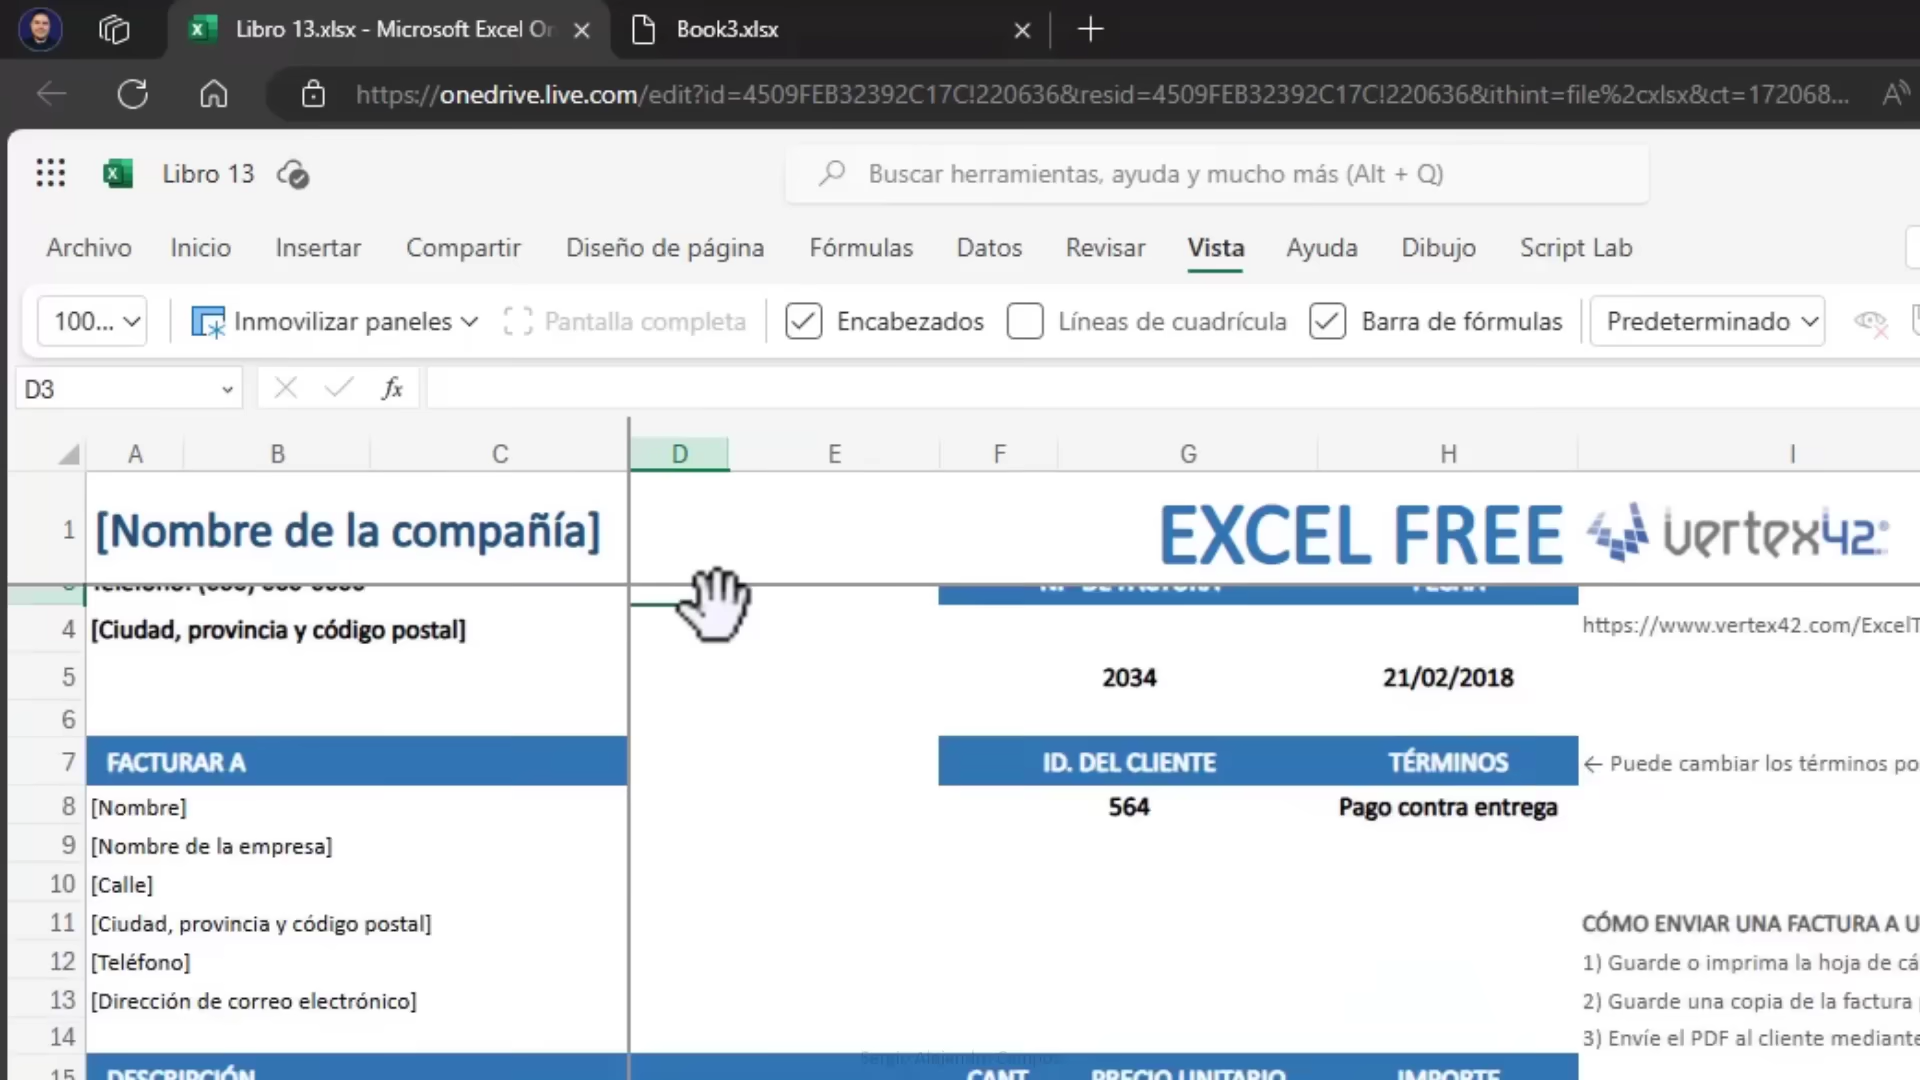 Libro 13.xlsx - Microsoft Excel On
Book3.xlsx
https://onedrive.live.com/edit?id=4509FEB32392C17C!220636&resid=4509FEB32392C17C!220636&ithint=file%2cxlsx&ct=172068...
Libro 13
Buscar herramientas, ayuda y mucho más (Alt + Q)
Archivo Inicio Insertar Compartir Diseño de página Fórmulas Datos Revisar Vista Ayuda Dibujo Script Lab
100... Inmovilizar paneles Pantalla completa Encabezados Líneas de cuadrícula Barra de fórmulas Predeterminado
D3 fx
A B C D E F G H I
1 [Nombre de la compañía] EXCEL FREE vertex42
4 [Ciudad, provincia y código postal] https://www.vertex42.com/ExcelT
5 2034 21/02/2018
6
7 FACTURAR A ID. DEL CLIENTE TÉRMINOS ← Puede cambiar los términos po
8 [Nombre] 564 Pago contra entrega
9 [Nombre de la empresa]
10 [Calle]
11 [Ciudad, provincia y código postal] CÓMO ENVIAR UNA FACTURA A U
12 [Teléfono] 1) Guarde o imprima la hoja de cá
13 [Dirección de correo electrónico] 2) Guarde una copia de la factura
14 3) Envíe el PDF al cliente mediante
15 DESCRIPCIÓN CANT PRECIO UNITARIO IMPORTE